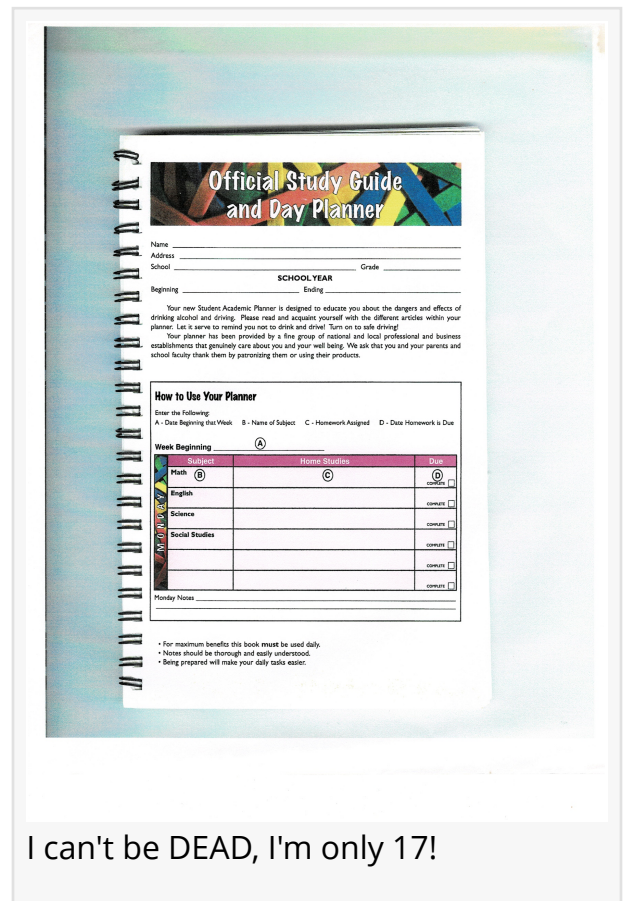 Official Study Guide
and Day Planner
Name
Address
School Grade
SCHOOL YEAR
Beginning Ending
Your new Student Academic Planner is designed to educate you about the dangers and effects of
drinking alcohol and driving. Please read and acquaint yourself with the different articles within your
planner. Let it serve to remind you not to drink and drive! Turn on to safe driving!
Your planner has been provided by a fine group of national and local professional and business
establishments that genuinely care about you and your well being. We ask that you and your parents and
school faculty thank them by patronizing them or using their products.
How to Use Your Planner
Enter the Following:
A - Date Beginning that Week B - Name of Subject C - Homework Assigned D - Date Homework is Due
Week Beginning A
Subject Home Studies Due
MONDAY
Math B C D
COMPLETE
English
COMPLETE
Science
COMPLETE
Social Studies
COMPLETE
COMPLETE
COMPLETE
Monday Notes
• For maximum benefits this book must be used daily.
• Notes should be thorough and easily understood.
• Being prepared will make your daily tasks easier.
I can't be DEAD, I'm only 17!